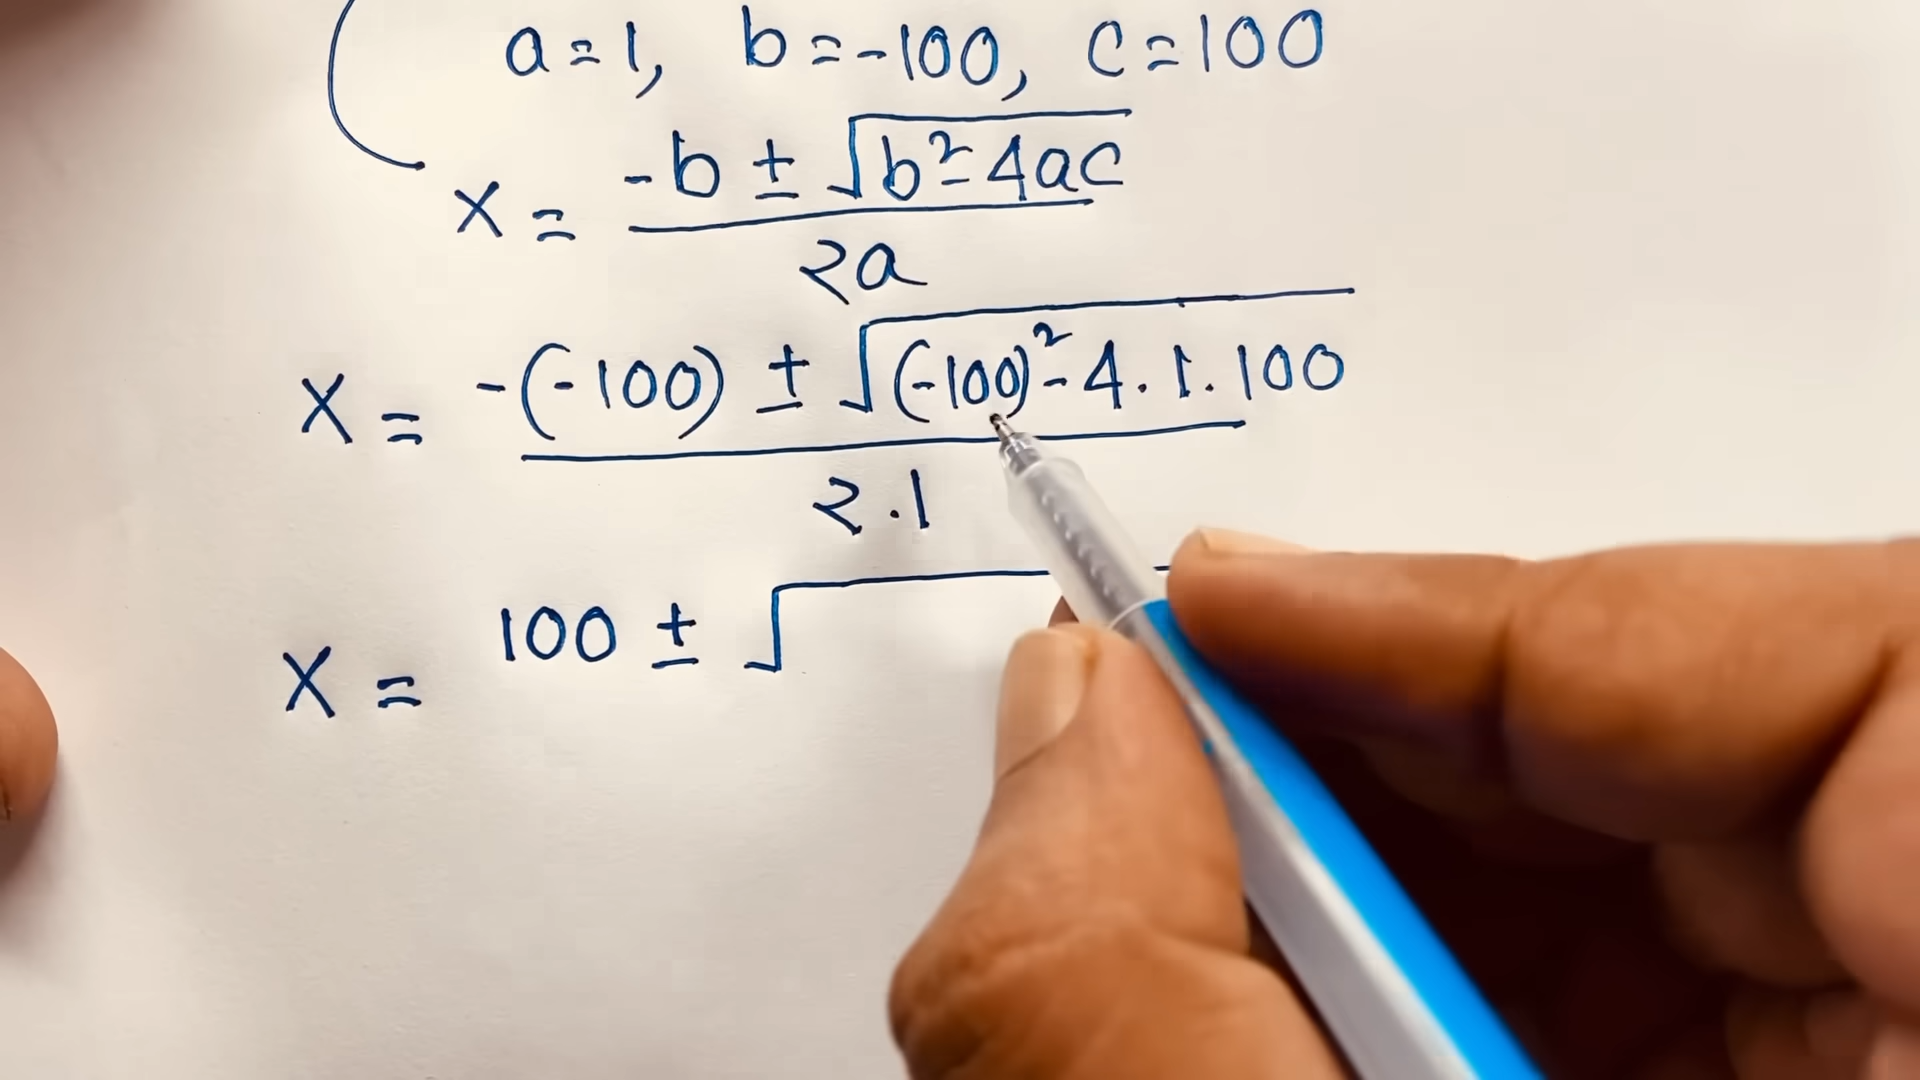 a = 1, b = -100, c = 100
x = -b ± √(b² - 4ac)
2a
x = -(-100) ± √((-100)² - 4 . 1 . 100)
2 . 1
x = 100 ± √